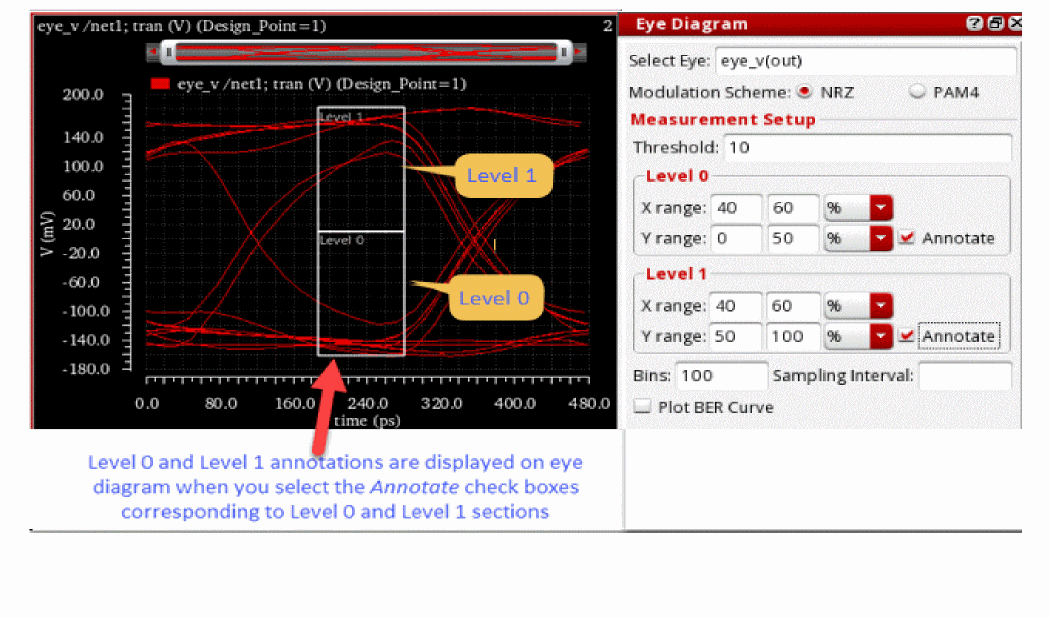 eye_v /net1; tran (V) (Design_Point=1)
2
eye_v /net1; tran (V) (Design_Point=1)
200.0
140.0
100.0
60.0
20.0
-20.0
-60.0
-100.0
-140.0
-180.0
V (mV)
Level 1
Level 0
Level 1
Level 0
0.0 80.0 160.0 240.0 320.0 400.0 480.0
time (ps)
Level 0 and Level 1 annotations are displayed on eye
diagram when you select the Annotate check boxes
corresponding to Level 0 and Level 1 sections
Eye Diagram
Select Eye: eye_v(out)
Modulation Scheme: NRZ PAM4
Measurement Setup
Threshold: 10
Level 0
X range: 40 60 %
Y range: 0 50 % Annotate
Level 1
X range: 40 60 %
Y range: 50 100 % Annotate
Bins: 100 Sampling Interval:
Plot BER Curve